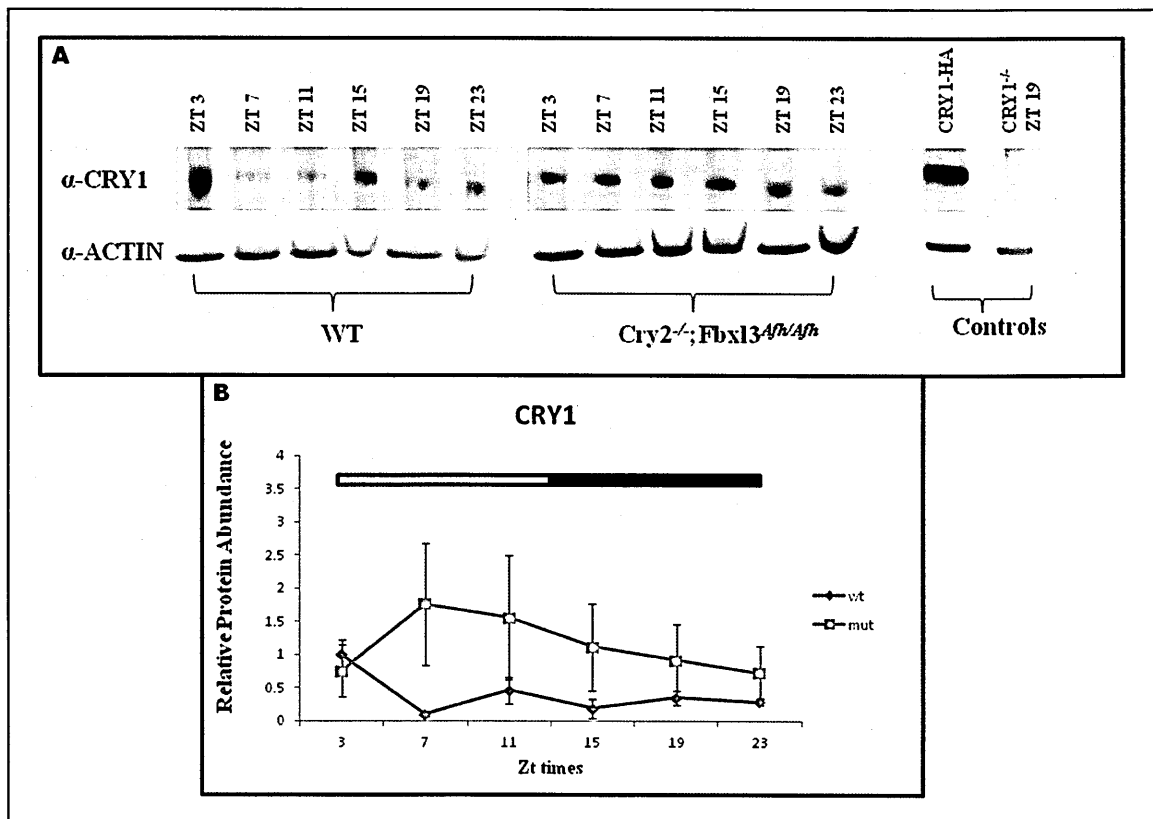 A
ZT 3 ZT 7 ZT 11 ZT 15 ZT 19 ZT 23 ZT 3 ZT 7 ZT 11 ZT 15 ZT 19 ZT 23 CRY1-HA CRY1-/- ZT 19
α-CRY1
α-ACTIN
WT Cry2-/-;Fbxl3Afh/Afh Controls
B
CRY1
Relative Protein Abundance
4
3.5
3
2.5
2
1.5
1
0.5
0
wt
mut
3 7 11 15 19 23
Zt times